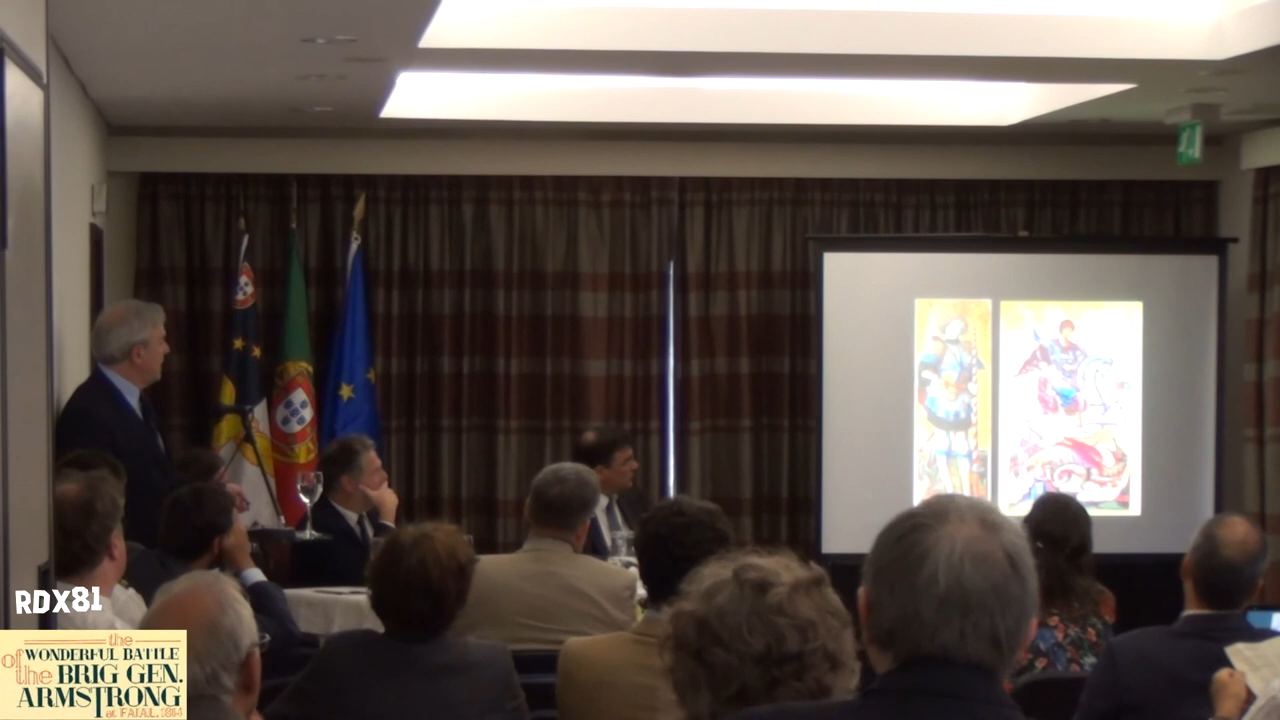 RDX81
the
WONDERFUL BATTLE
of the BRIG GEN.
ARMSTRONG
at FAIAL. 1814